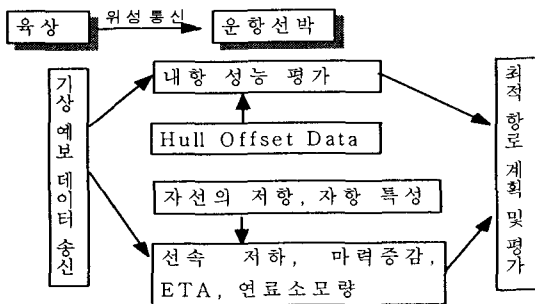 육상
위성통신
운항선박
기상 예보 데이터 송신
내항 성능 평가
Hull Offset Data
자선의 저항, 자항 특성
선속 저하, 마력증감,
ETA, 연료소모량
최적 항로 계획 및 평가